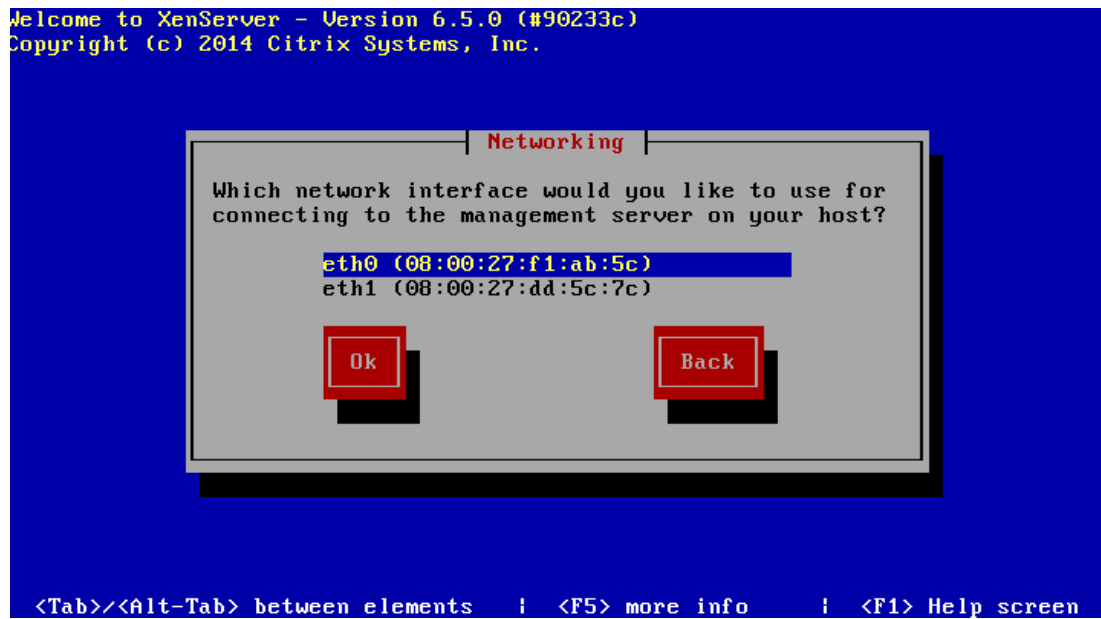 Welcome to XenServer - Version 6.5.0 (#90233c)
Copyright (c) 2014 Citrix Systems, Inc.
Networking
Which network interface would you like to use for
connecting to the management server on your host?
eth0 (08:00:27:f1:ab:5c)
eth1 (08:00:27:dd:5c:7c)
Ok Back
<Tab>/<Alt-Tab> between elements | <F5> more info | <F1> Help screen